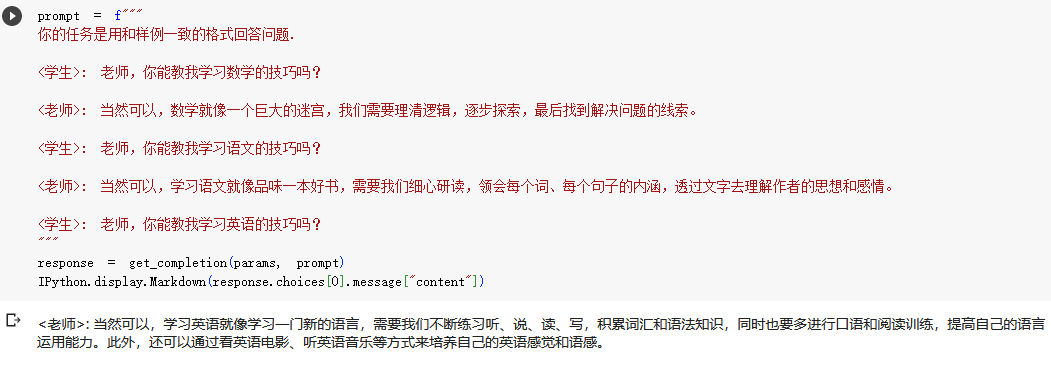 prompt = f"""
你的任务是用和样例一致的格式回答问题.
<学生>: 老师，你能教我学习数学的技巧吗？
<老师>: 当然可以，数学就像一个巨大的迷宫，我们需要理清逻辑，逐步探索，最后找到解决问题的线索。
<学生>: 老师，你能教我学习语文的技巧吗？
<老师>: 当然可以，学习语文就像品味一本好书，需要我们细心研读，领会每个词、每个句子的内涵，透过文字去理解作者的思想和感情。
<学生>: 老师，你能教我学习英语的技巧吗？
"""
response = get_completion(params, prompt)
IPython.display.Markdown(response.choices[0].message["content"])
<老师>: 当然可以，学习英语就像学习一门新的语言，需要我们不断练习听、说、读、写，积累词汇和语法知识，同时也要多进行口语和阅读训练，提高自己的语言
运用能力。此外，还可以通过看英语电影、听英语音乐等方式来培养自己的英语感觉和语感。